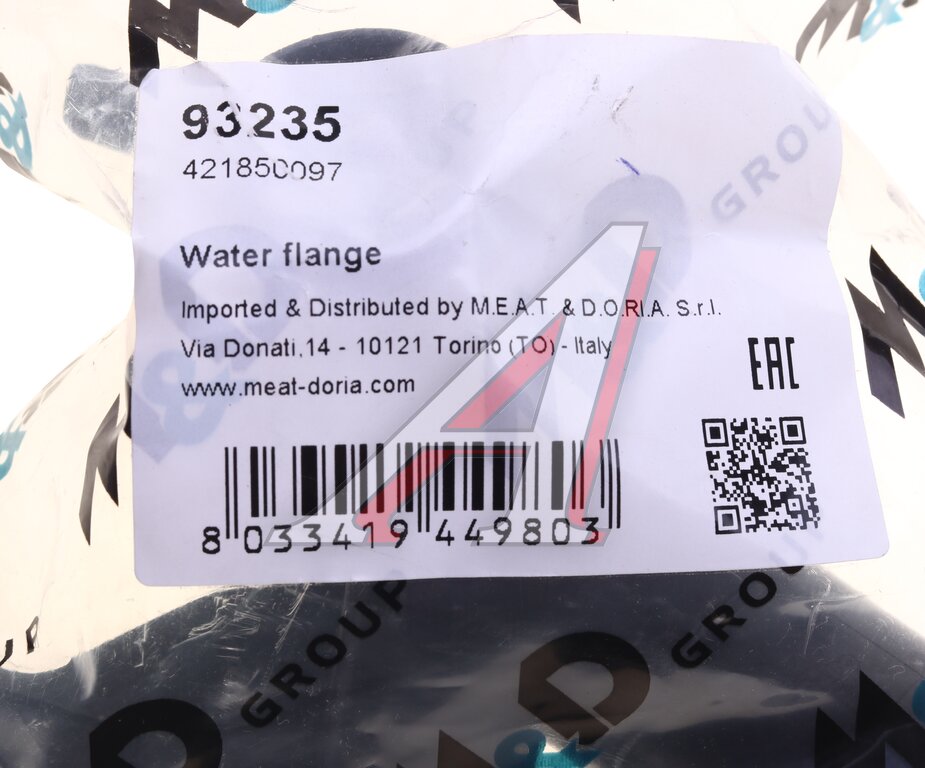 93235
421850097
Water flange
Imported & Distributed by M.E.A.T. & D.O.RI.A. S.r.l.
Via Donati,14 - 10121 Torino (TO) - Italy
www.meat-doria.com
EAC
8 033419 449803
GROUP
GROUP
M&D
GROUP